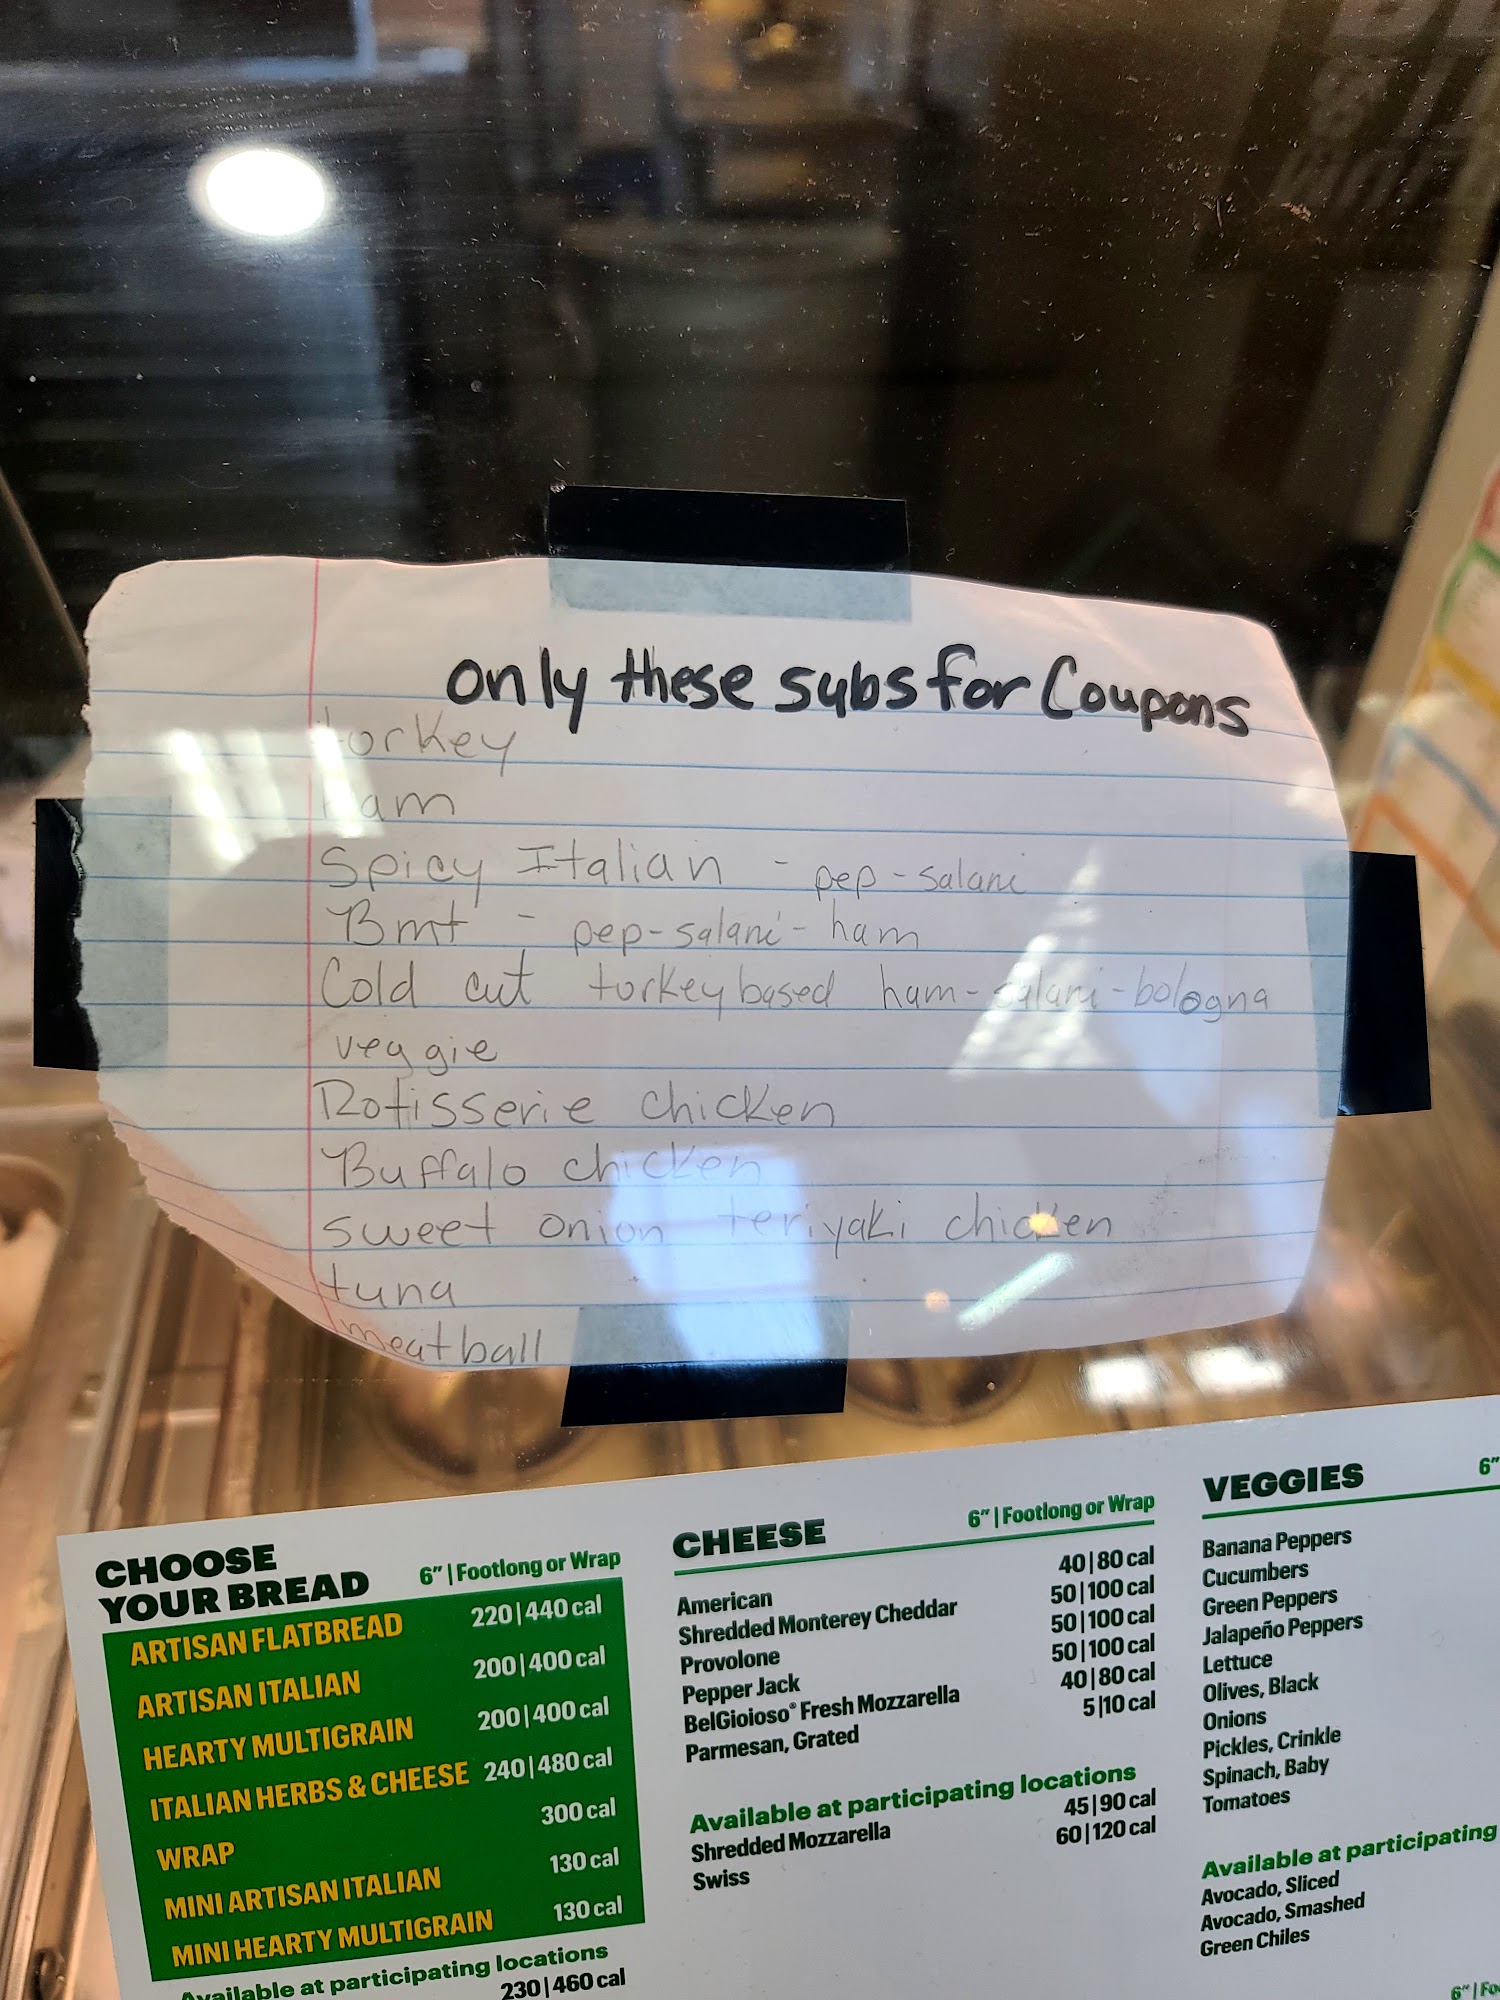 only these subs for Coupons
torkey
ham
Spicy Italian - pep-salami
Bmt - pep-salami-ham
Cold cut torkey based ham-salami-bologna
veggie
Rotisserie chicken
Buffalo chicken
sweet onion teriyaki chicken
tuna
meatball
CHOOSE
YOUR BREAD 6” | Footlong or Wrap
ARTISAN FLATBREAD 220|440 cal
ARTISAN ITALIAN 200|400 cal
HEARTY MULTIGRAIN 200|400 cal
ITALIAN HERBS & CHEESE 240|480 cal
WRAP 300 cal
MINI ARTISAN ITALIAN 130 cal
MINI HEARTY MULTIGRAIN 130 cal
Available at participating locations
230|460 cal
CHEESE 6” | Footlong or Wrap
American 40|80 cal
Shredded Monterey Cheddar 50|100 cal
Provolone 50|100 cal
Pepper Jack 50|100 cal
BelGioioso® Fresh Mozzarella 40|80 cal
Parmesan, Grated 5|10 cal
Available at participating locations
Shredded Mozzarella 45|90 cal
Swiss 60|120 cal
VEGGIES 6”
Banana Peppers
Cucumbers
Green Peppers
Jalapeño Peppers
Lettuce
Olives, Black
Onions
Pickles, Crinkle
Spinach, Baby
Tomatoes
Available at participating
Avocado, Sliced
Avocado, Smashed
Green Chiles
6” | Fo